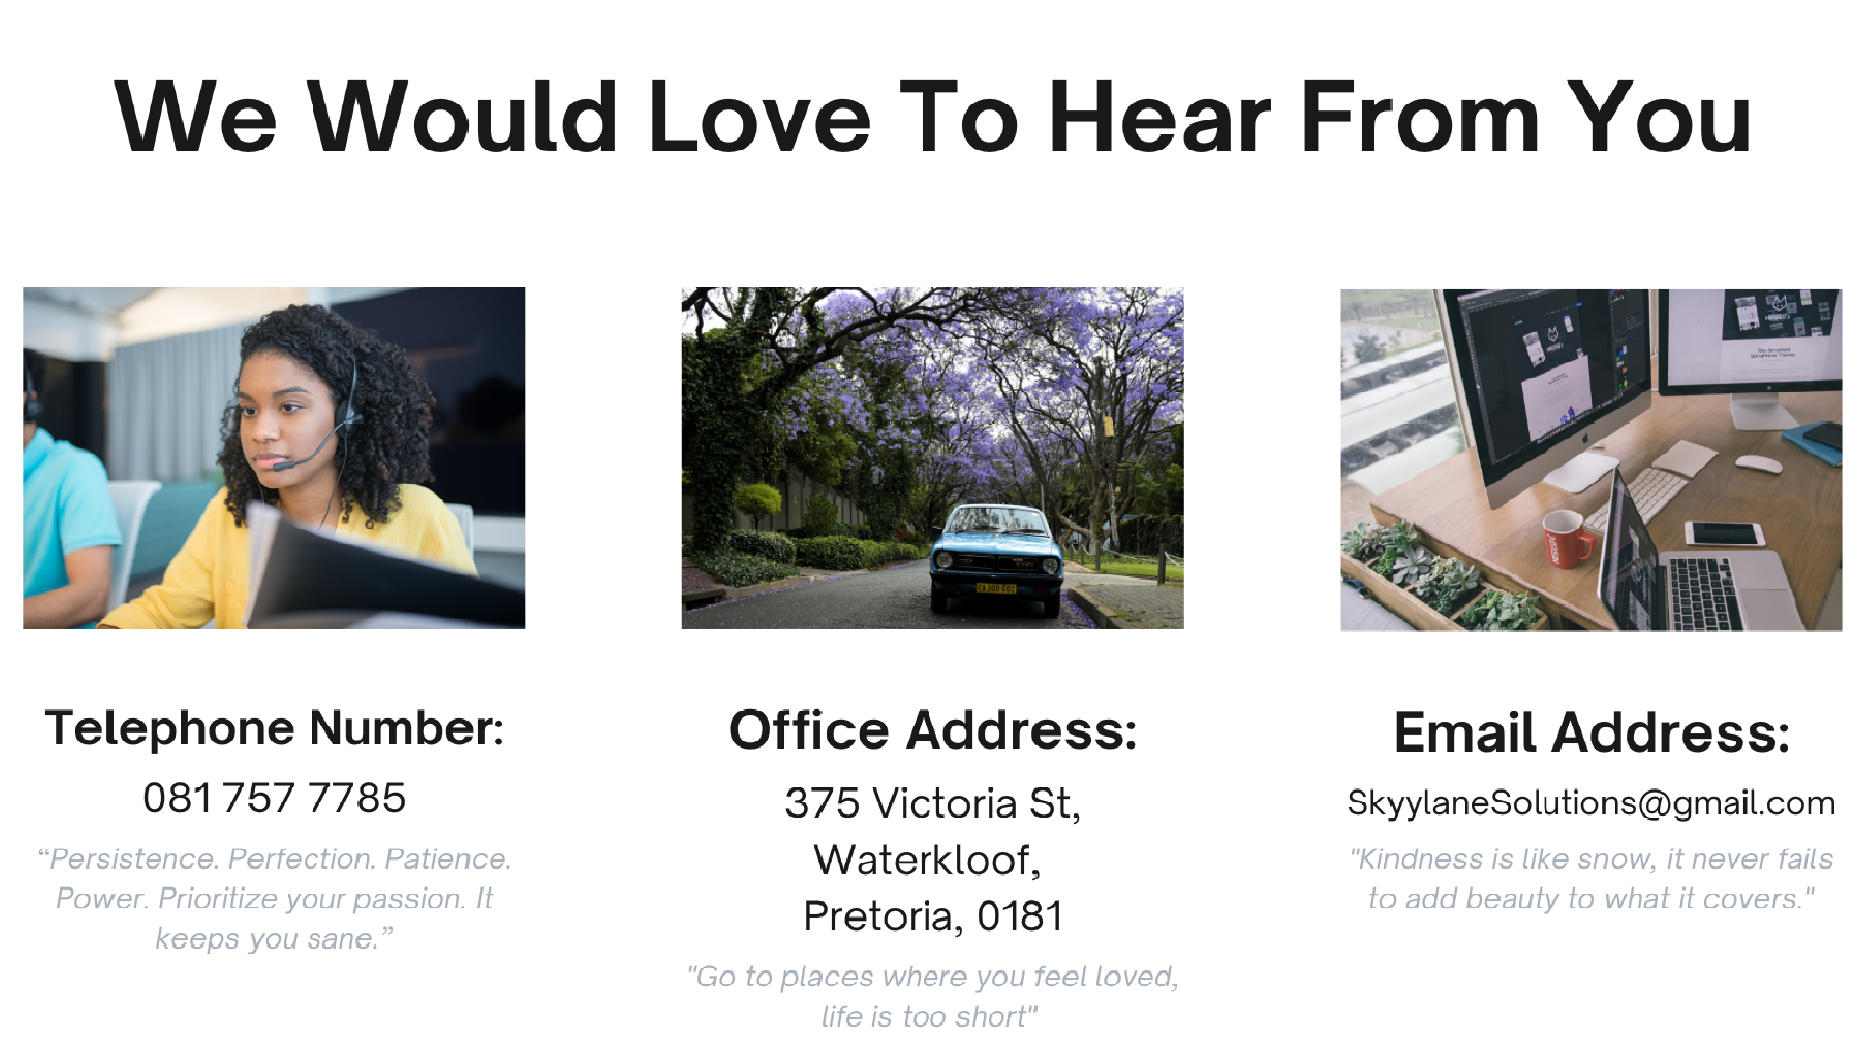 We Would Love To Hear From You
Telephone Number:
081 757 7785
“Persistence. Perfection. Patience.
Power. Prioritize your passion. It
keeps you sane.”
Office Address:
375 Victoria St,
Waterkloof,
Pretoria, 0181
"Go to places where you feel loved,
life is too short"
Email Address:
SkyylaneSolutions@gmail.com
"Kindness is like snow, it never fails
to add beauty to what it covers."